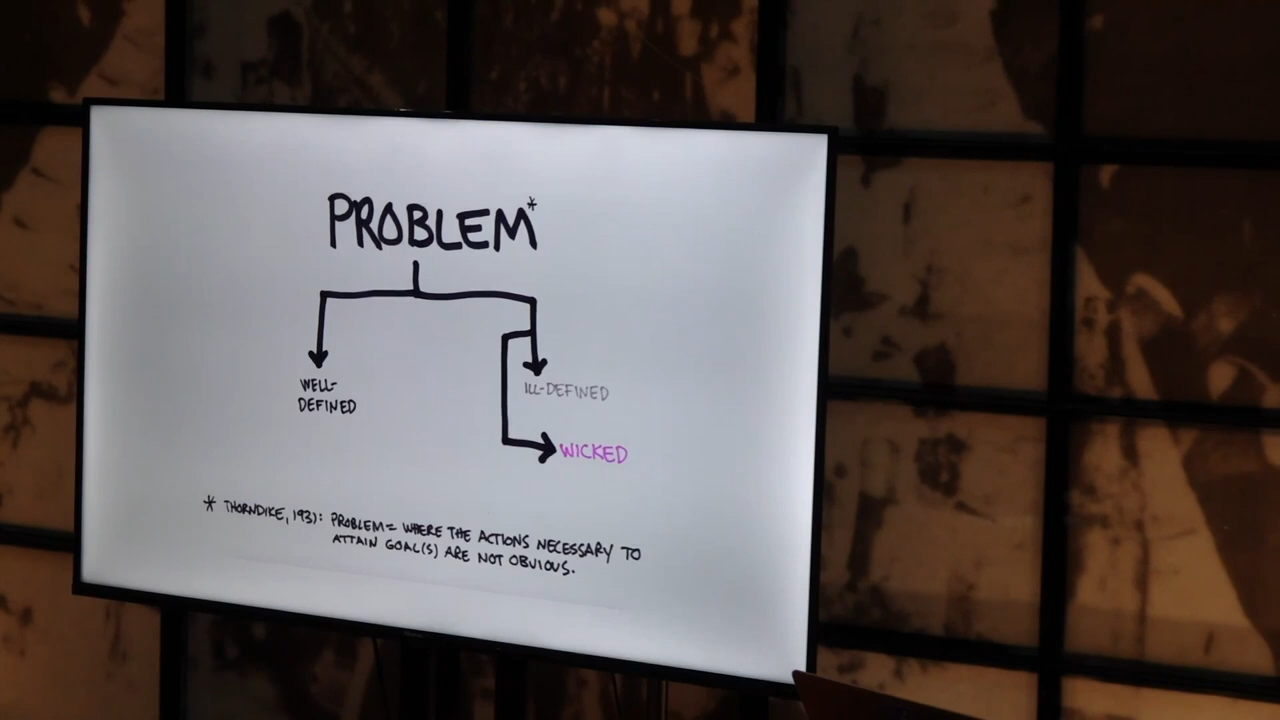 PROBLEM*
WELL-
DEFINED
ILL-DEFINED
WICKED
* THORNDIKE, 1931: PROBLEM = WHERE THE ACTIONS NECESSARY TO
ATTAIN GOAL(S) ARE NOT OBVIOUS.